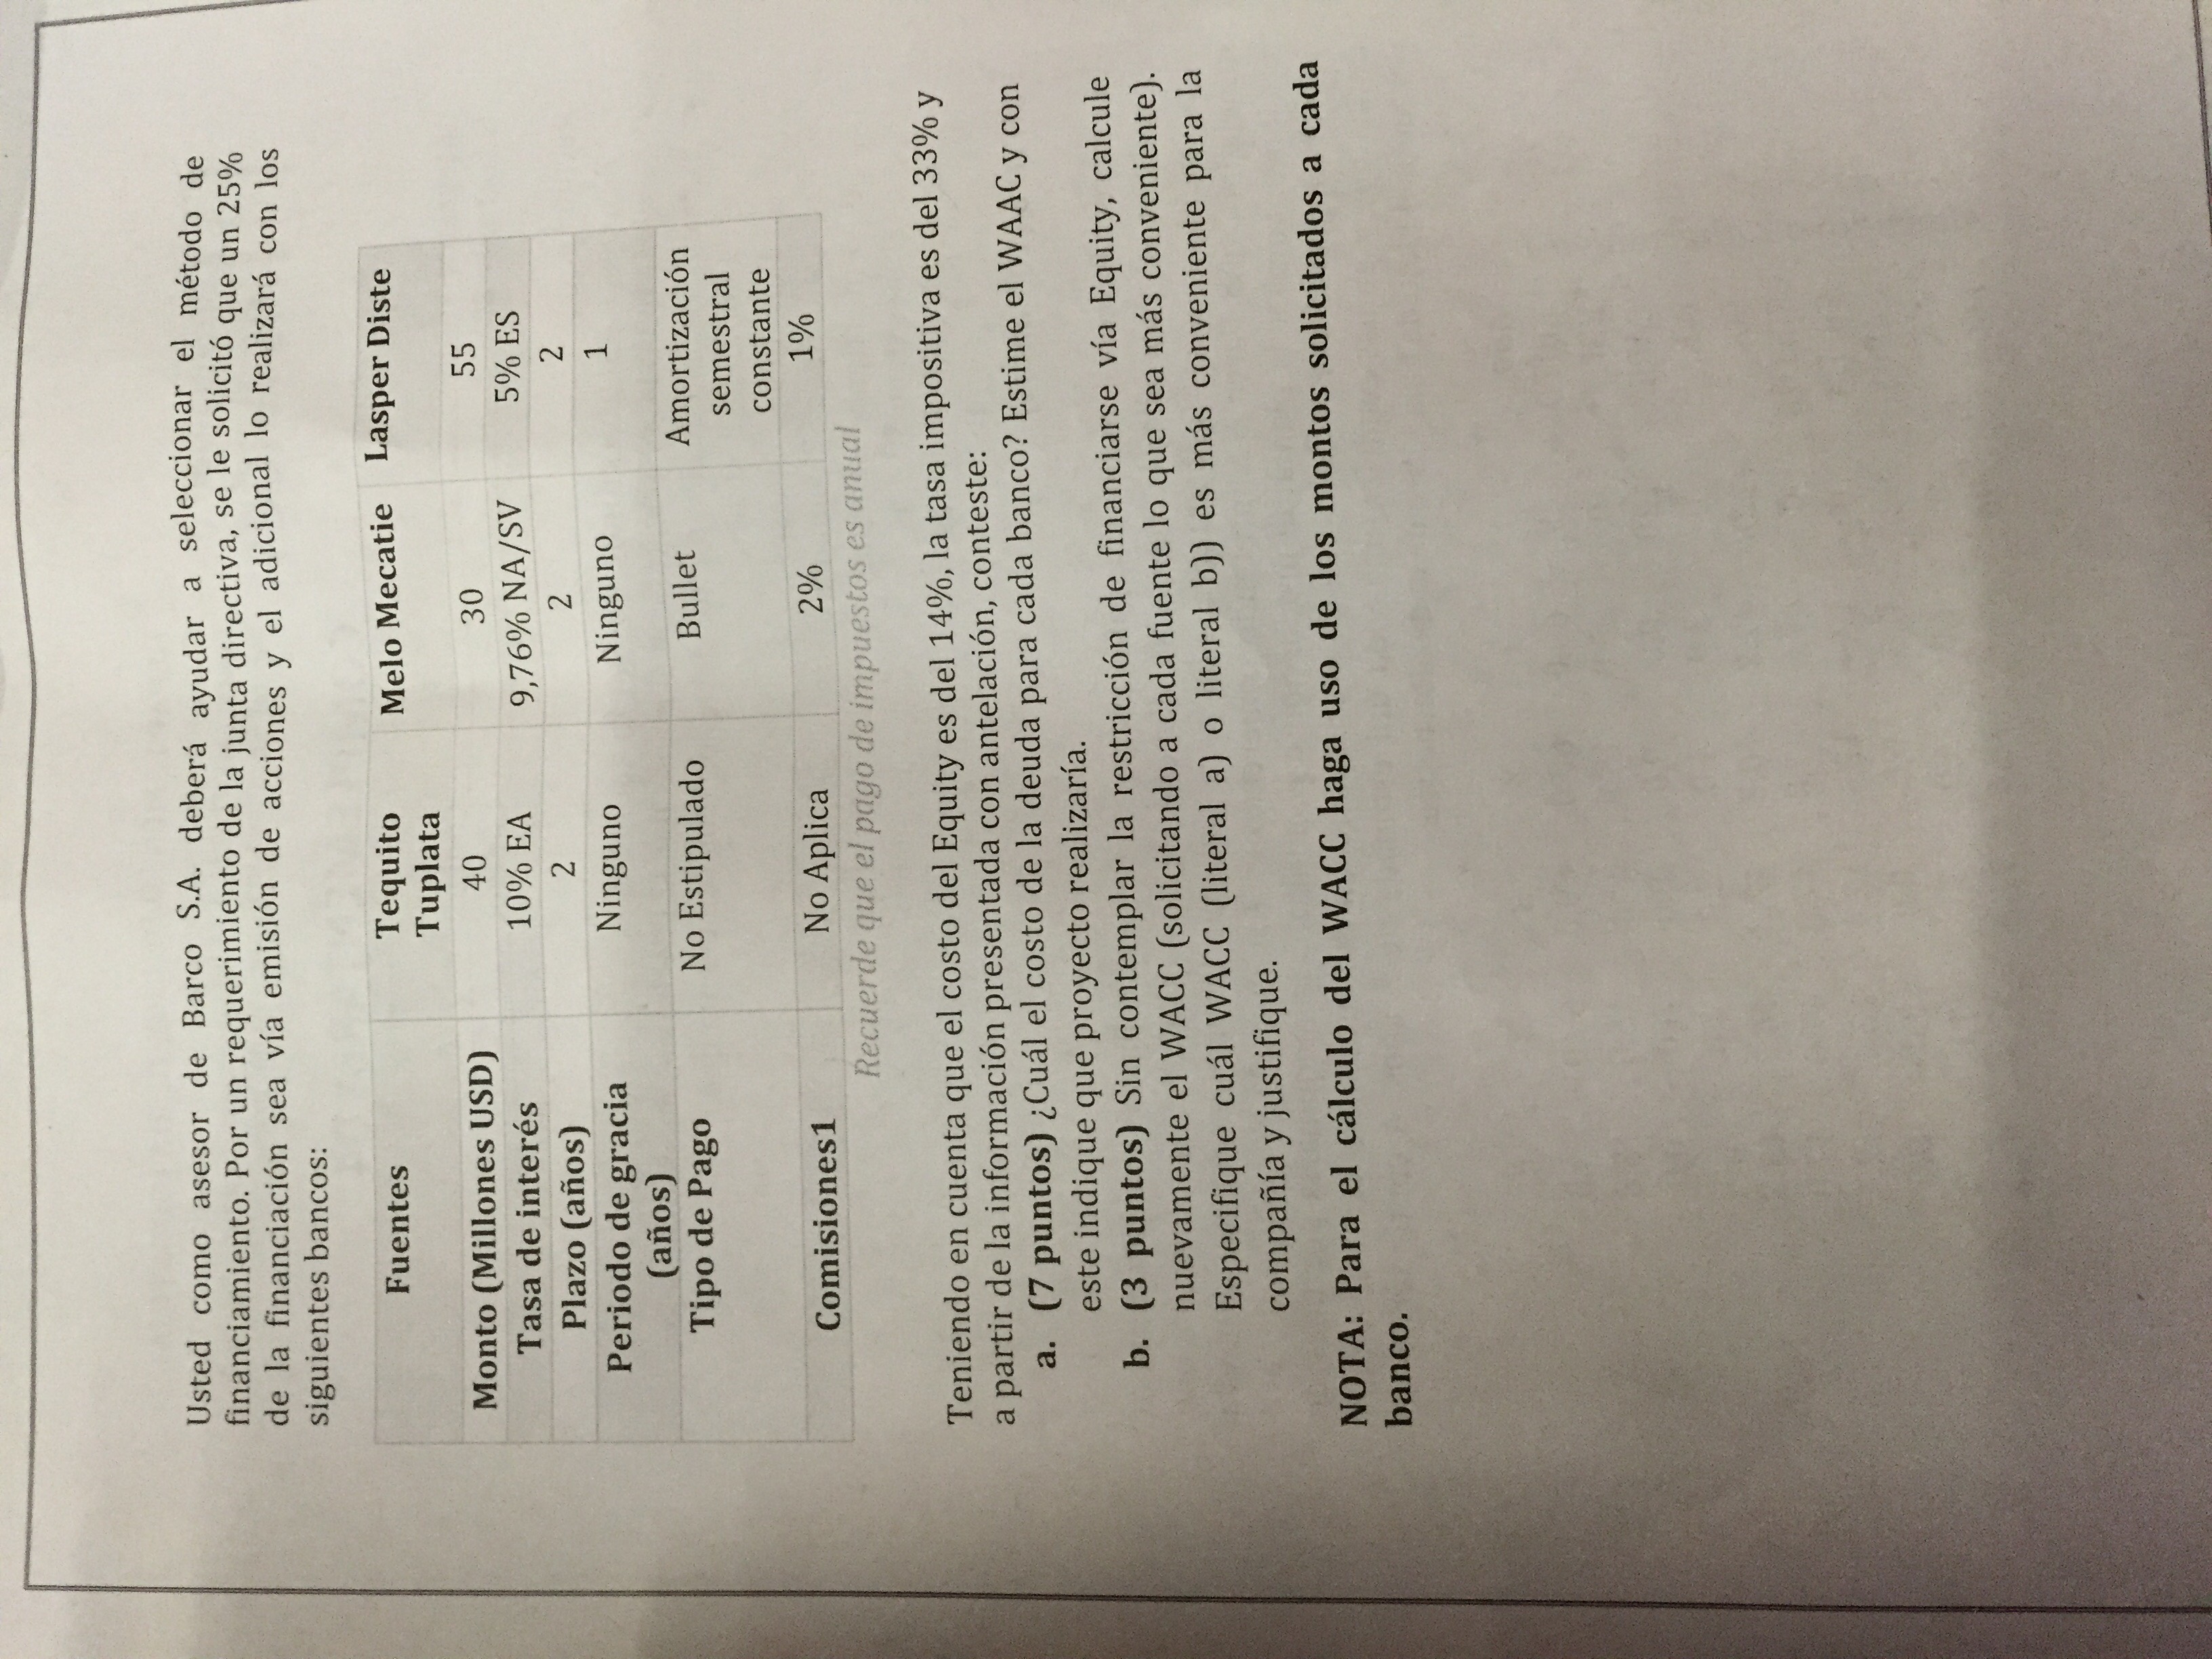 Usted como asesor de Barco S.A. deberá ayudar a seleccionar el método de
financiamiento. Por un requerimiento de la junta directiva, se le solicitó que un 25%
de la financiación sea vía emisión de acciones y el adicional lo realizará con los
siguientes bancos:
Fuentes Tequito Tuplata Melo Mecatie Lasper Diste
Monto (Millones USD) 40 30 55
Tasa de interés 10% EA 9,76% NA/SV 5% ES
Plazo (años) 2 2 2
Periodo de gracia (años) Ninguno Ninguno 1
Tipo de Pago No Estipulado Bullet Amortización semestral constante
Comisiones1 No Aplica 2% 1%
Recuerde que el pago de impuestos es anual
Teniendo en cuenta que el costo del Equity es del 14%, la tasa impositiva es del 33% y
a partir de la información presentada con antelación, conteste:
a. (7 puntos) ¿Cuál el costo de la deuda para cada banco? Estime el WAAC y con
este indique que proyecto realizaría.
b. (3 puntos) Sin contemplar la restricción de financiarse vía Equity, calcule
nuevamente el WACC (solicitando a cada fuente lo que sea más conveniente).
Especifique cuál WACC (literal a) o literal b)) es más conveniente para la
compañía y justifique.
NOTA: Para el cálculo del WACC haga uso de los montos solicitados a cada
banco.